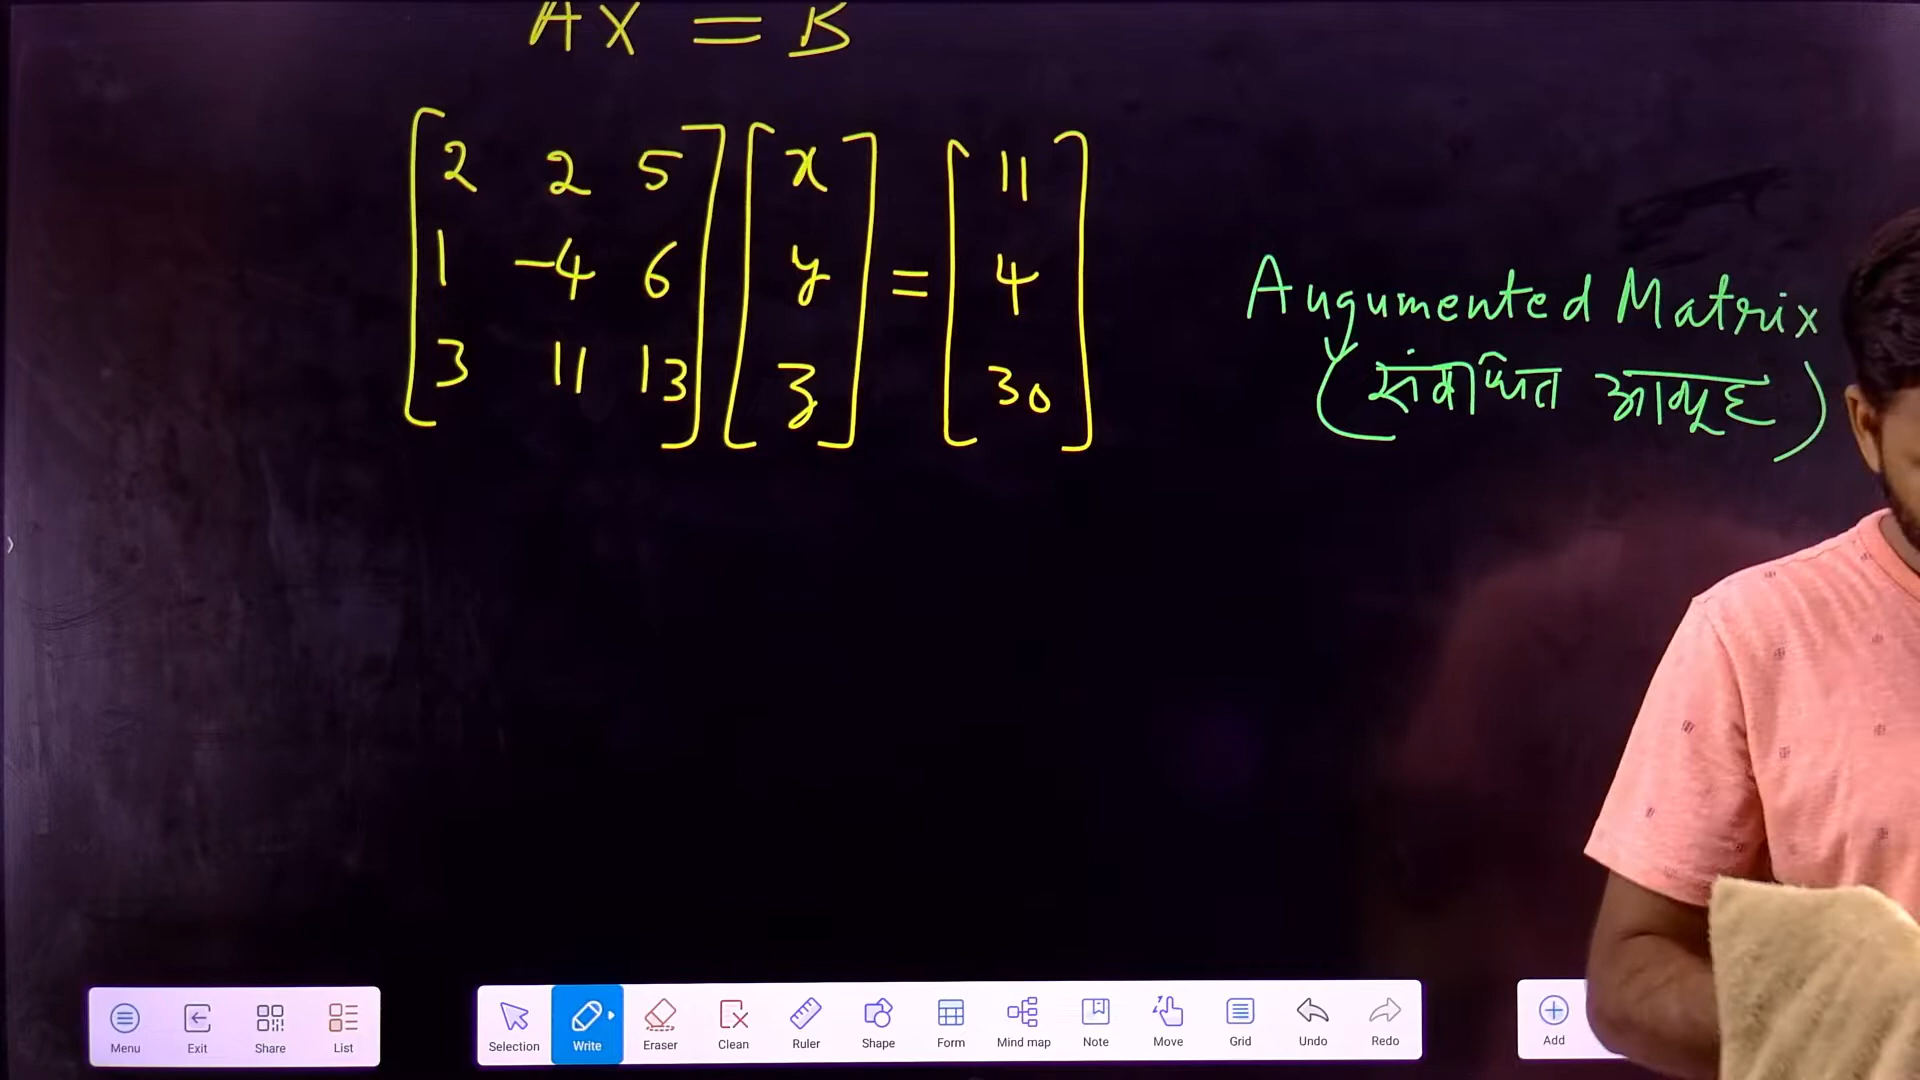 AX = B
2 2 5 x 11
1 -4 6 y = 4
3 11 13 z 30
Augumented Matrix
(संवर्धित आव्यूह)
Menu Exit Share List Selection Write Eraser Clean Ruler Shape Form Mind map Note Move Grid Undo Redo Add